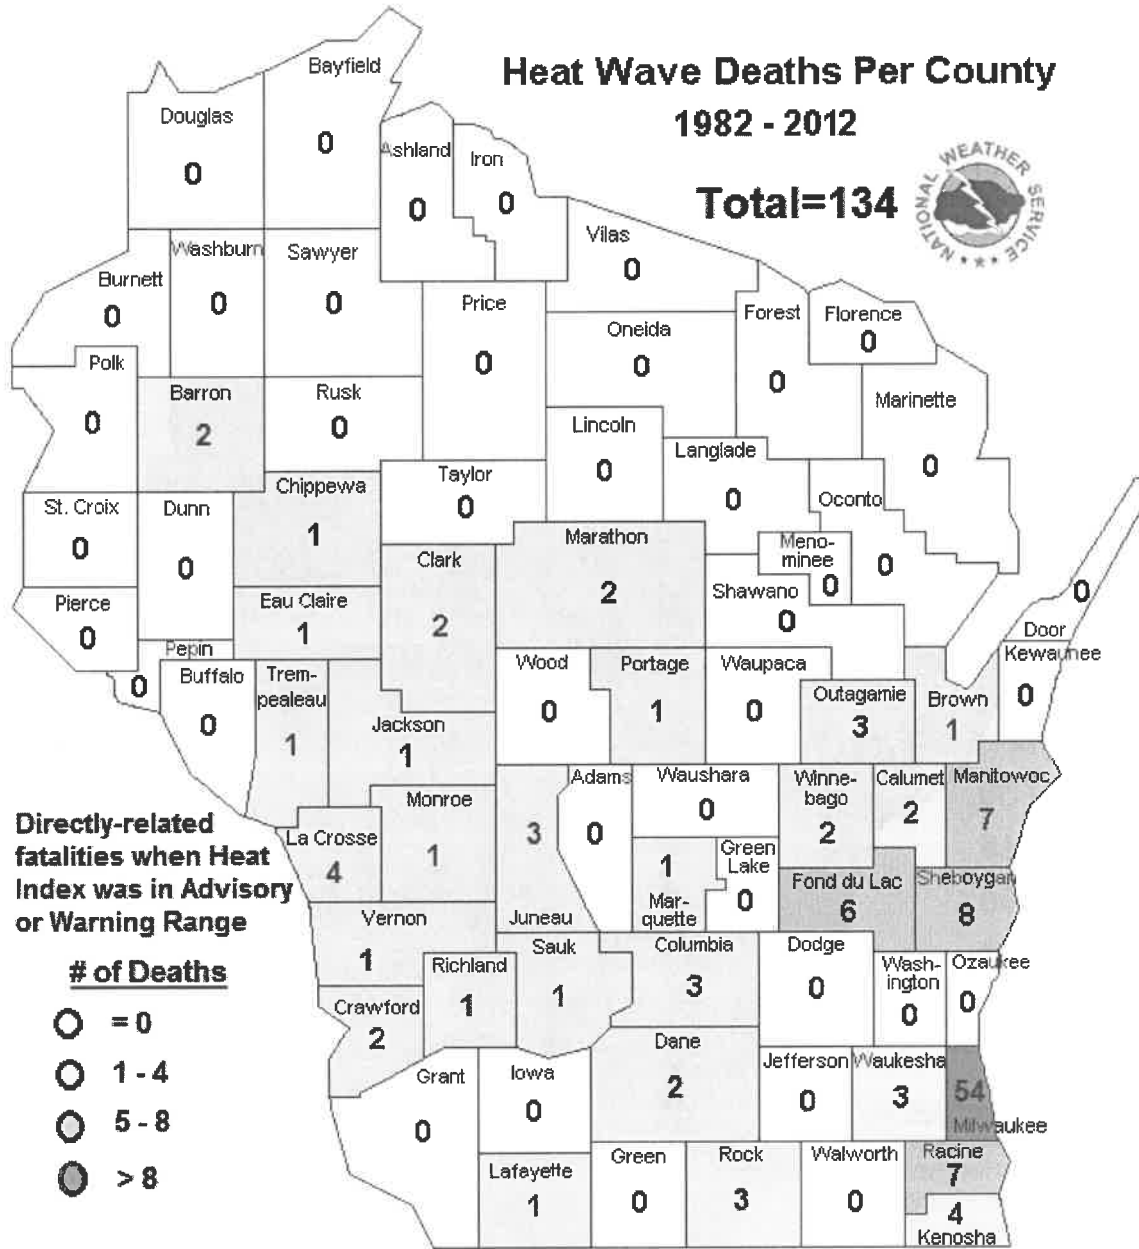 Heat Wave Deaths Per County
1982 - 2012
Total=134
NATIONAL WEATHER SERVICE
Bayfield
0
Douglas
0
Ashland
0
Iron
0
Vilas
0
Washburn
0
Sawyer
0
Burnett
0
Price
0
Oneida
0
Forest
0
Florence
0
Polk
0
Barron
2
Rusk
0
Lincoln
0
Marinette
0
Langlade
0
Taylor
0
Chippewa
1
Oconto
0
St. Croix
0
Dunn
0
Marathon
2
Clark
2
Meno-
minee
0
Shawano
0
Eau Claire
1
Pierce
0
Door
0
Pepin
0
Buffalo
0
Trem-
pealeau
1
Wood
0
Portage
1
Waupaca
0
Outagamie
3
Brown
1
Kewaunee
0
Jackson
1
Adams
0
Waushara
0
Winne-
bago
2
Calumet
2
Manitowoc
7
Monroe
1
La Crosse
4
3
Juneau
1
Mar-
quette
Green
Lake
0
Fond du Lac
6
Sheboygan
8
Vernon
1
Richland
1
Sauk
1
Columbia
3
Dodge
0
Wash-
ington
0
Ozaukee
0
Crawford
2
Grant
0
Iowa
0
Dane
2
Jefferson
0
Waukesha
3
54
Milwaukee
Lafayette
1
Green
0
Rock
3
Walworth
0
Racine
7
4
Kenosha
Directly-related
fatalities when Heat
Index was in Advisory
or Warning Range
# of Deaths
= 0
1 - 4
5 - 8
> 8